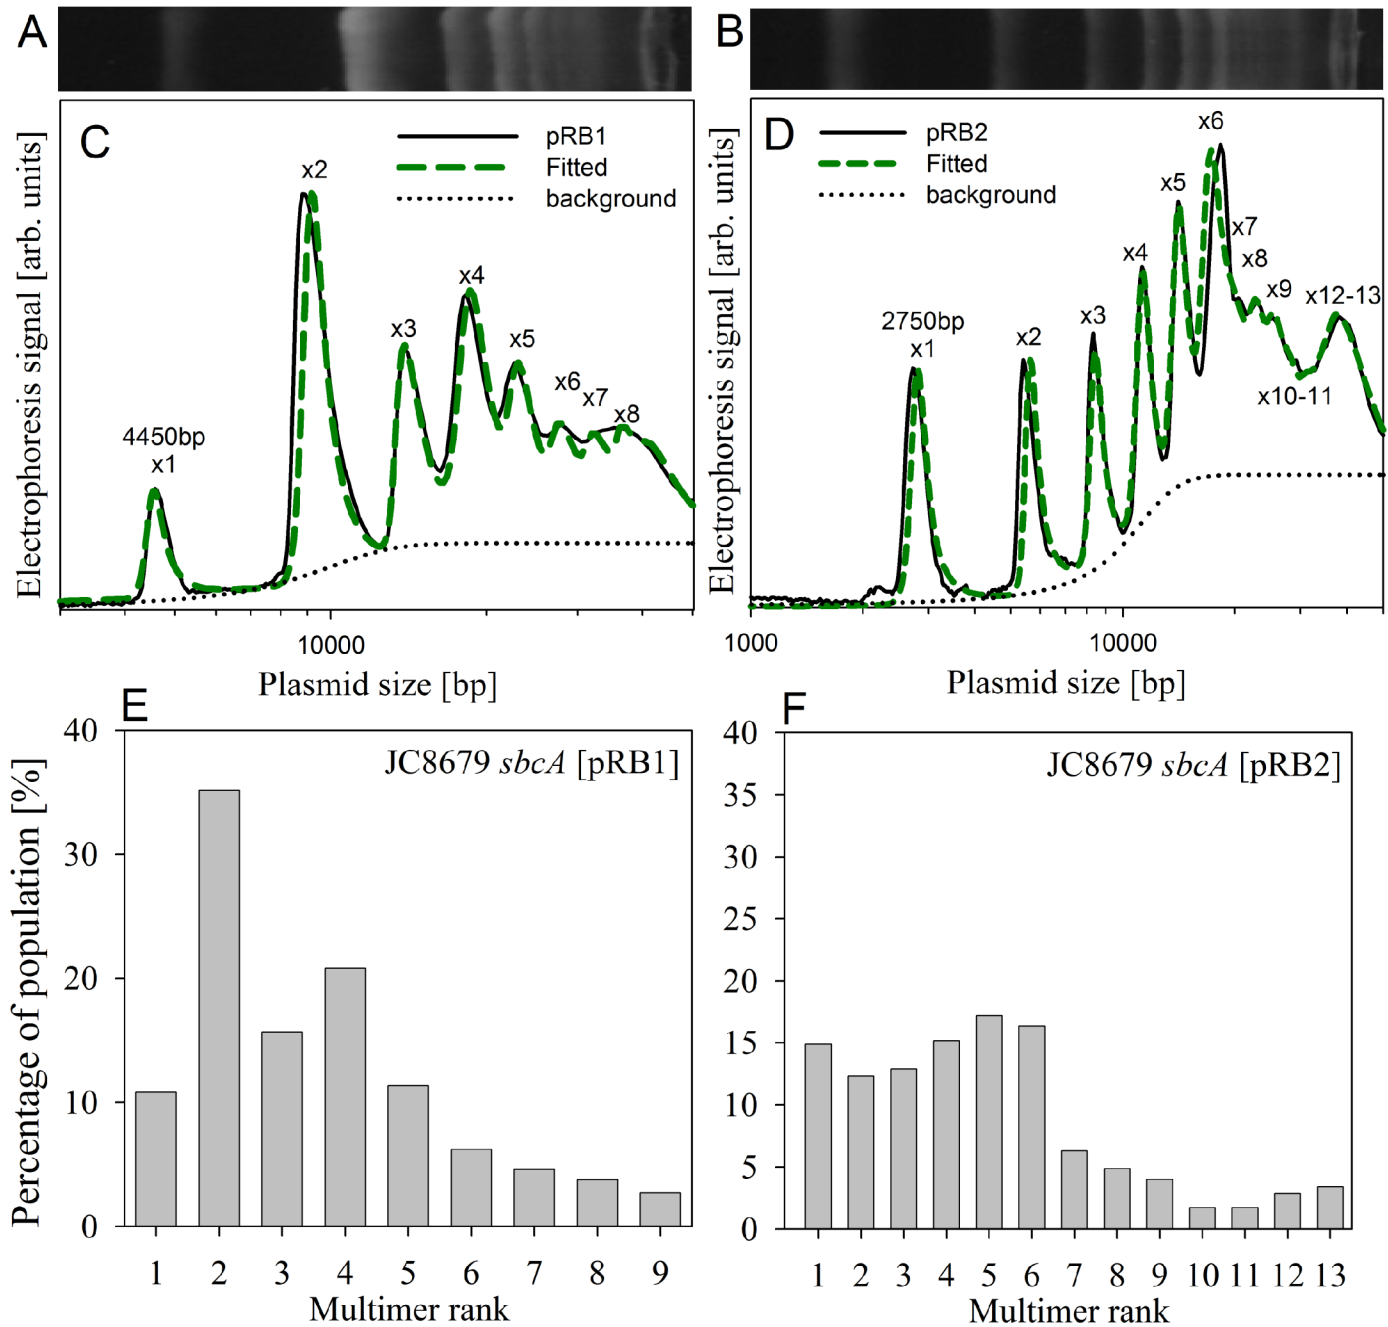 A
B
C
pRB1
Fitted
background
x2
x3
x4
x5
x6
x7
x8
4450bp
x1
Electrophoresis signal [arb. units]
10000
Plasmid size [bp]
D
pRB2
Fitted
background
x6
x5
x4
x7
x8
x9
x12-13
2750bp
x1
x2
x3
x10-11
Electrophoresis signal [arb. units]
1000
10000
Plasmid size [bp]
E
JC8679 sbcA [pRB1]
Percentage of population [%]
40
30
20
10
0
1 2 3 4 5 6 7 8 9
Multimer rank
F
JC8679 sbcA [pRB2]
40
35
30
25
20
15
10
5
0
1 2 3 4 5 6 7 8 9 10 11 12 13
Multimer rank